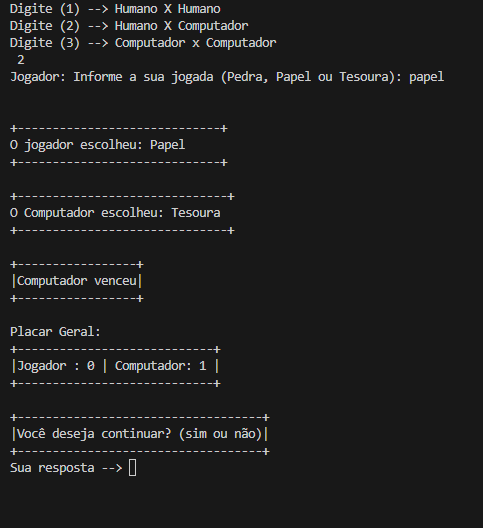 Digite (1) --> Humano X Humano
Digite (2) --> Humano X Computador
Digite (3) --> Computador x Computador
 2
Jogador: Informe a sua jogada (Pedra, Papel ou Tesoura): papel
+-----------------------------+
O jogador escolheu: Papel
+-----------------------------+
+------------------------------+
O Computador escolheu: Tesoura
+------------------------------+
+-----------------+
|Computador venceu|
+-----------------+
Placar Geral:
+----------------------------+
|Jogador : 0 | Computador: 1 |
+----------------------------+
+-----------------------------------+
|Você deseja continuar? (sim ou não)|
+-----------------------------------+
Sua resposta -->